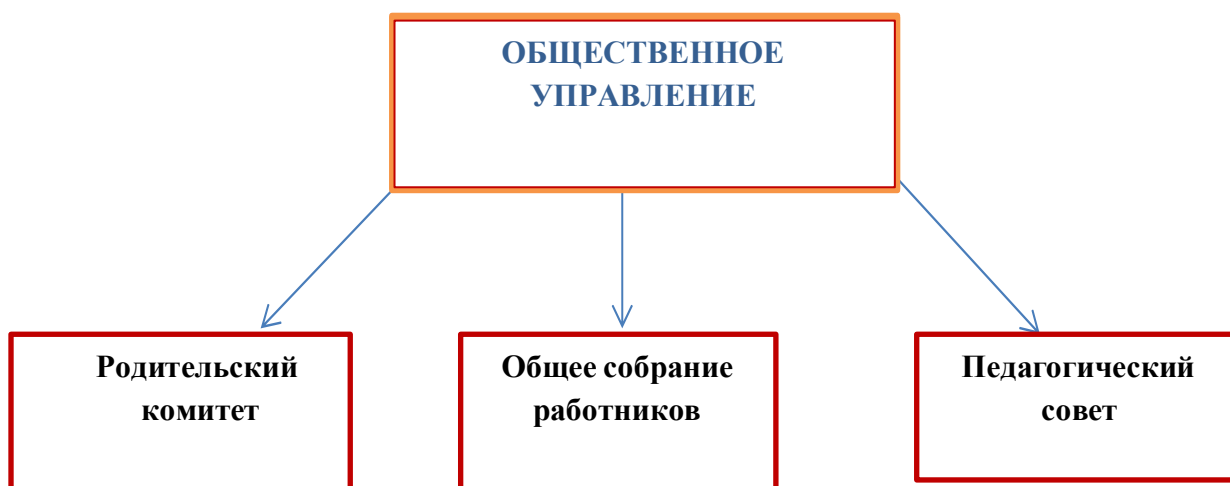 ОБЩЕСТВЕННОЕ
УПРАВЛЕНИЕ
Родительский
комитет
Общее собрание
работников
Педагогический
совет